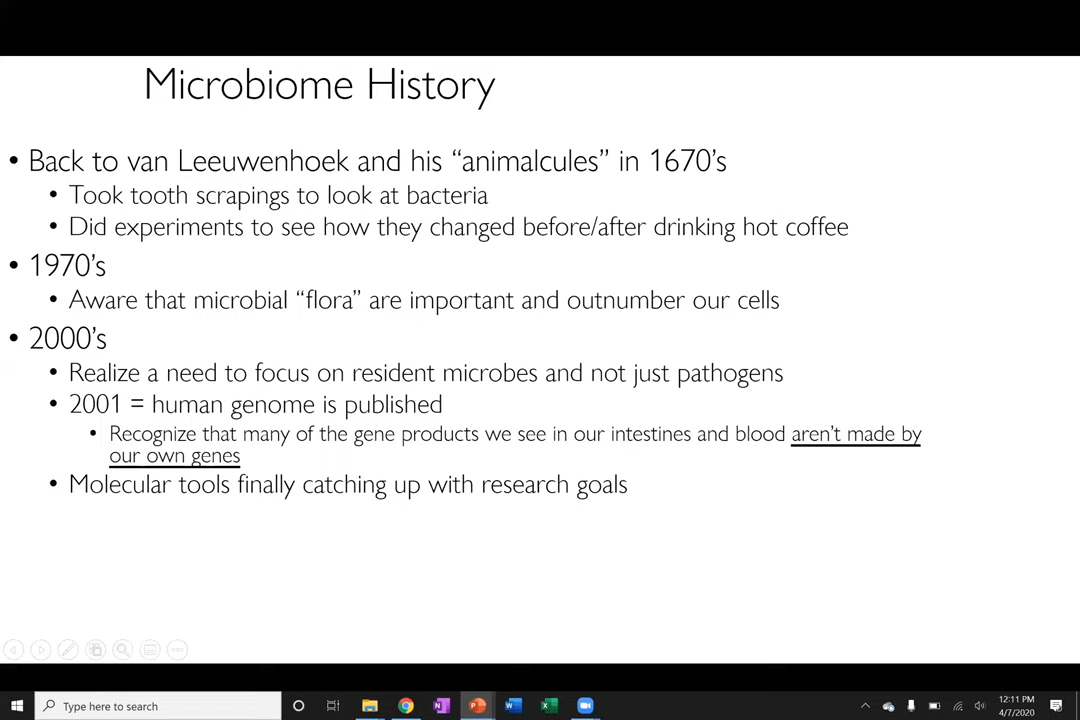 Microbiome History
• Back to van Leeuwenhoek and his “animalcules” in 1670’s
• Took tooth scrapings to look at bacteria
• Did experiments to see how they changed before/after drinking hot coffee
• 1970’s
• Aware that microbial “flora” are important and outnumber our cells
• 2000’s
• Realize a need to focus on resident microbes and not just pathogens
• 2001 = human genome is published
• Recognize that many of the gene products we see in our intestines and blood aren’t made by
our own genes
• Molecular tools finally catching up with research goals
Type here to search
12:11 PM
4/7/2020